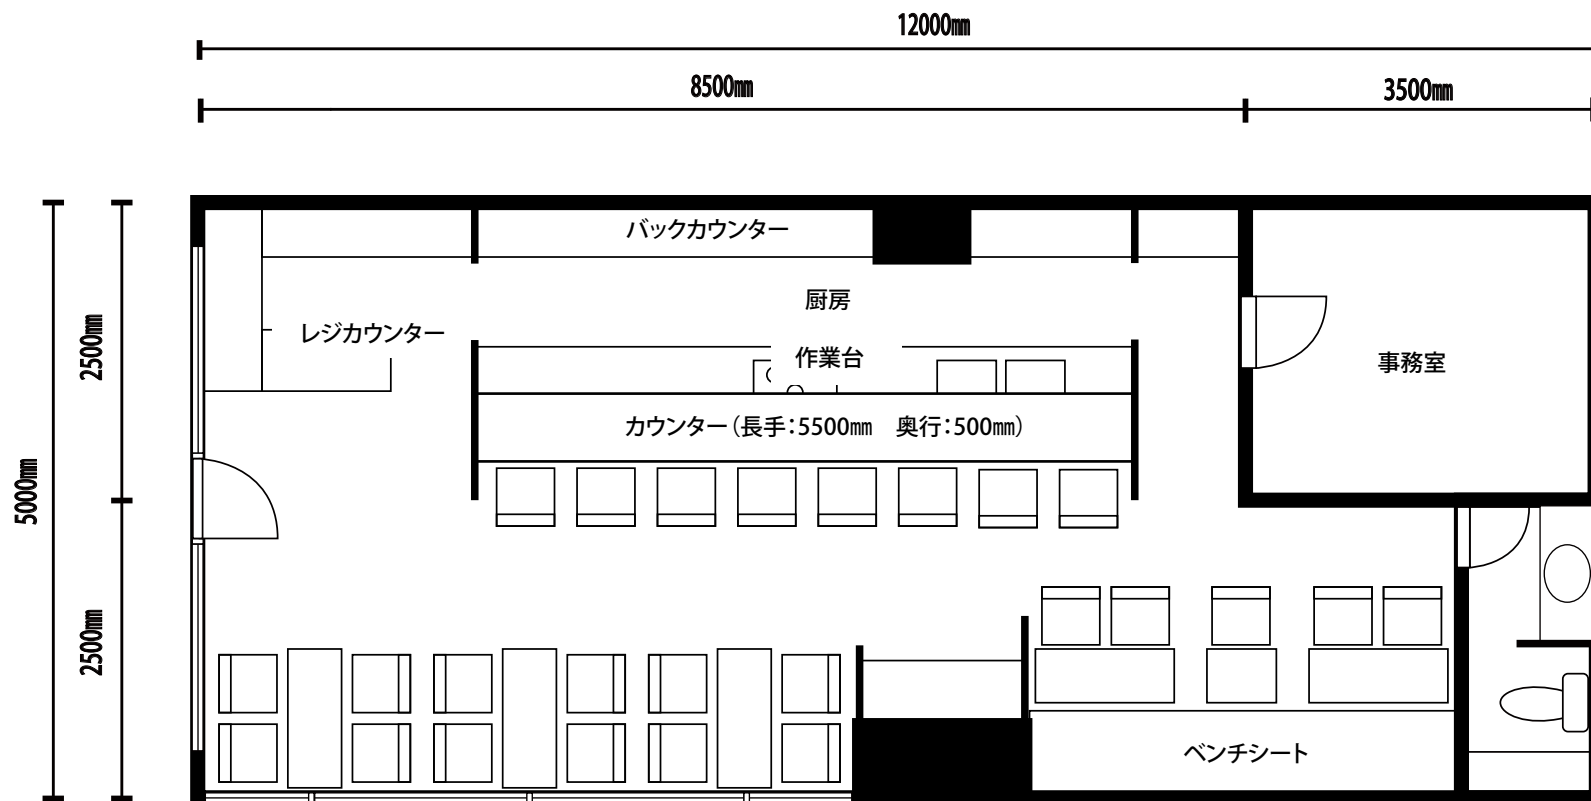 12000㎜
8500㎜
3500㎜
バックカウンター
厨房
レジカウンター
作業台
事務室
2500㎜
カウンター（長手：5500㎜　奥行：500㎜）
5000㎜
2500㎜
ベンチシート